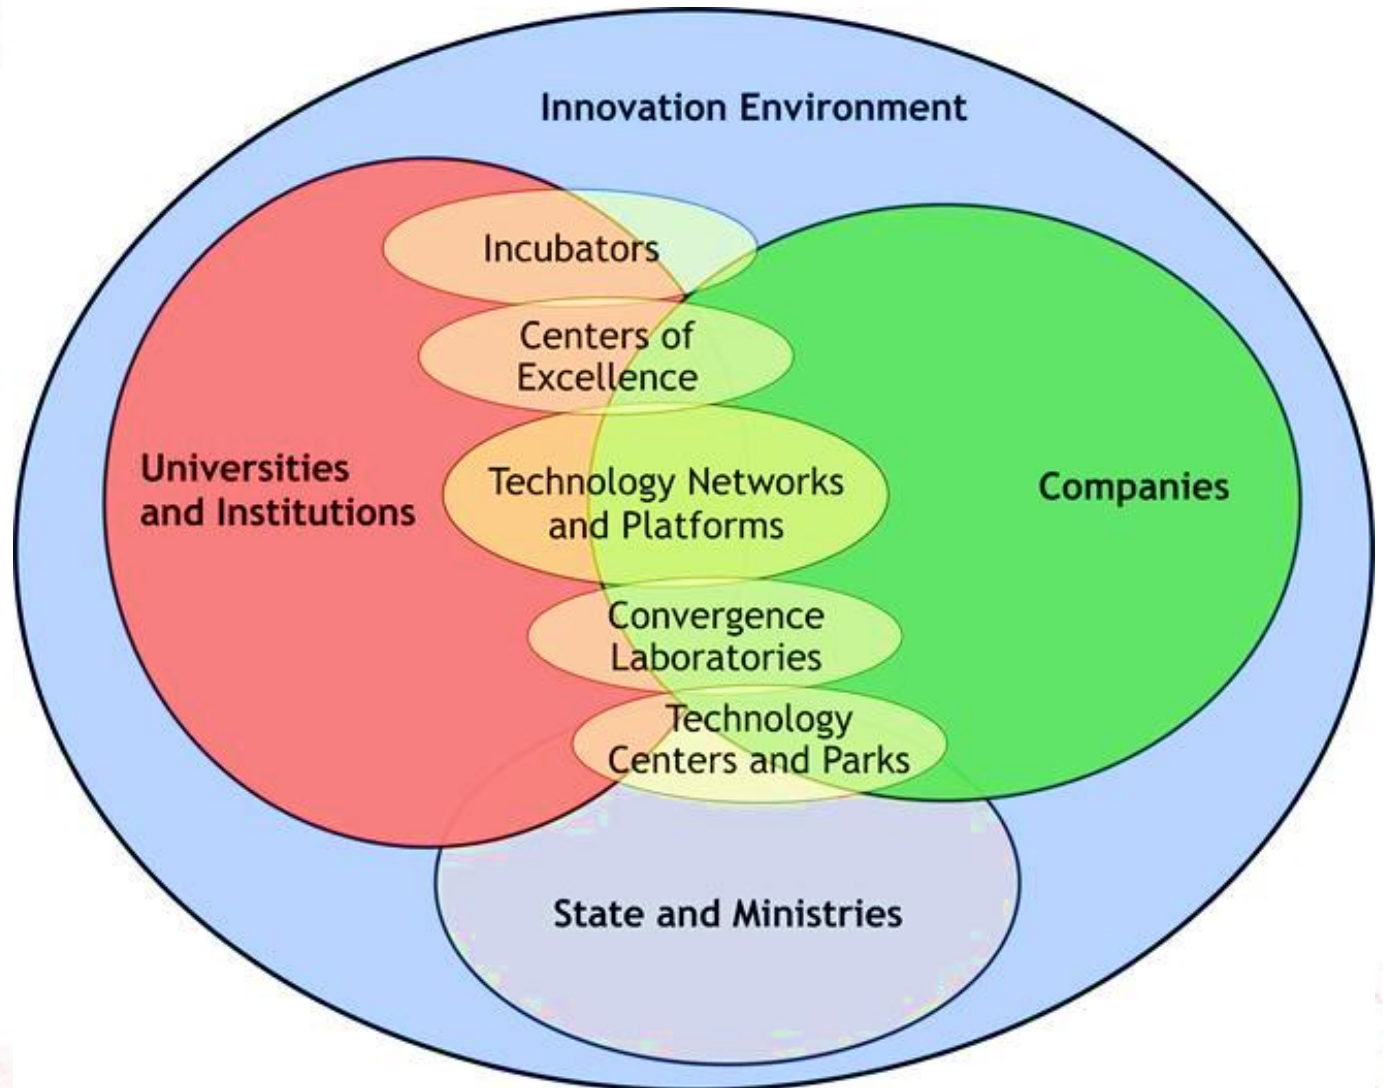 Innovation Environment
Incubators
Centers of
Excellence
Universities
and Institutions
Technology Networks
and Platforms
Companies
Convergence
Laboratories
Technology
Centers and Parks
State and Ministries